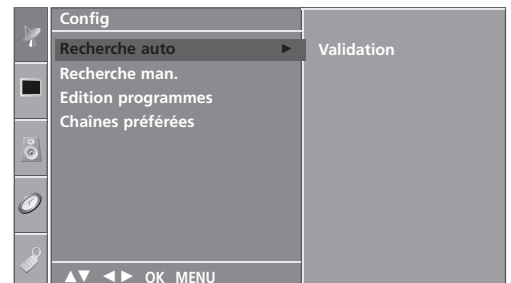 Config
Recherche auto ► Validation
Recherche man.
Edition programmes
Chaînes préférées
▲▼ ◄► OK MENU